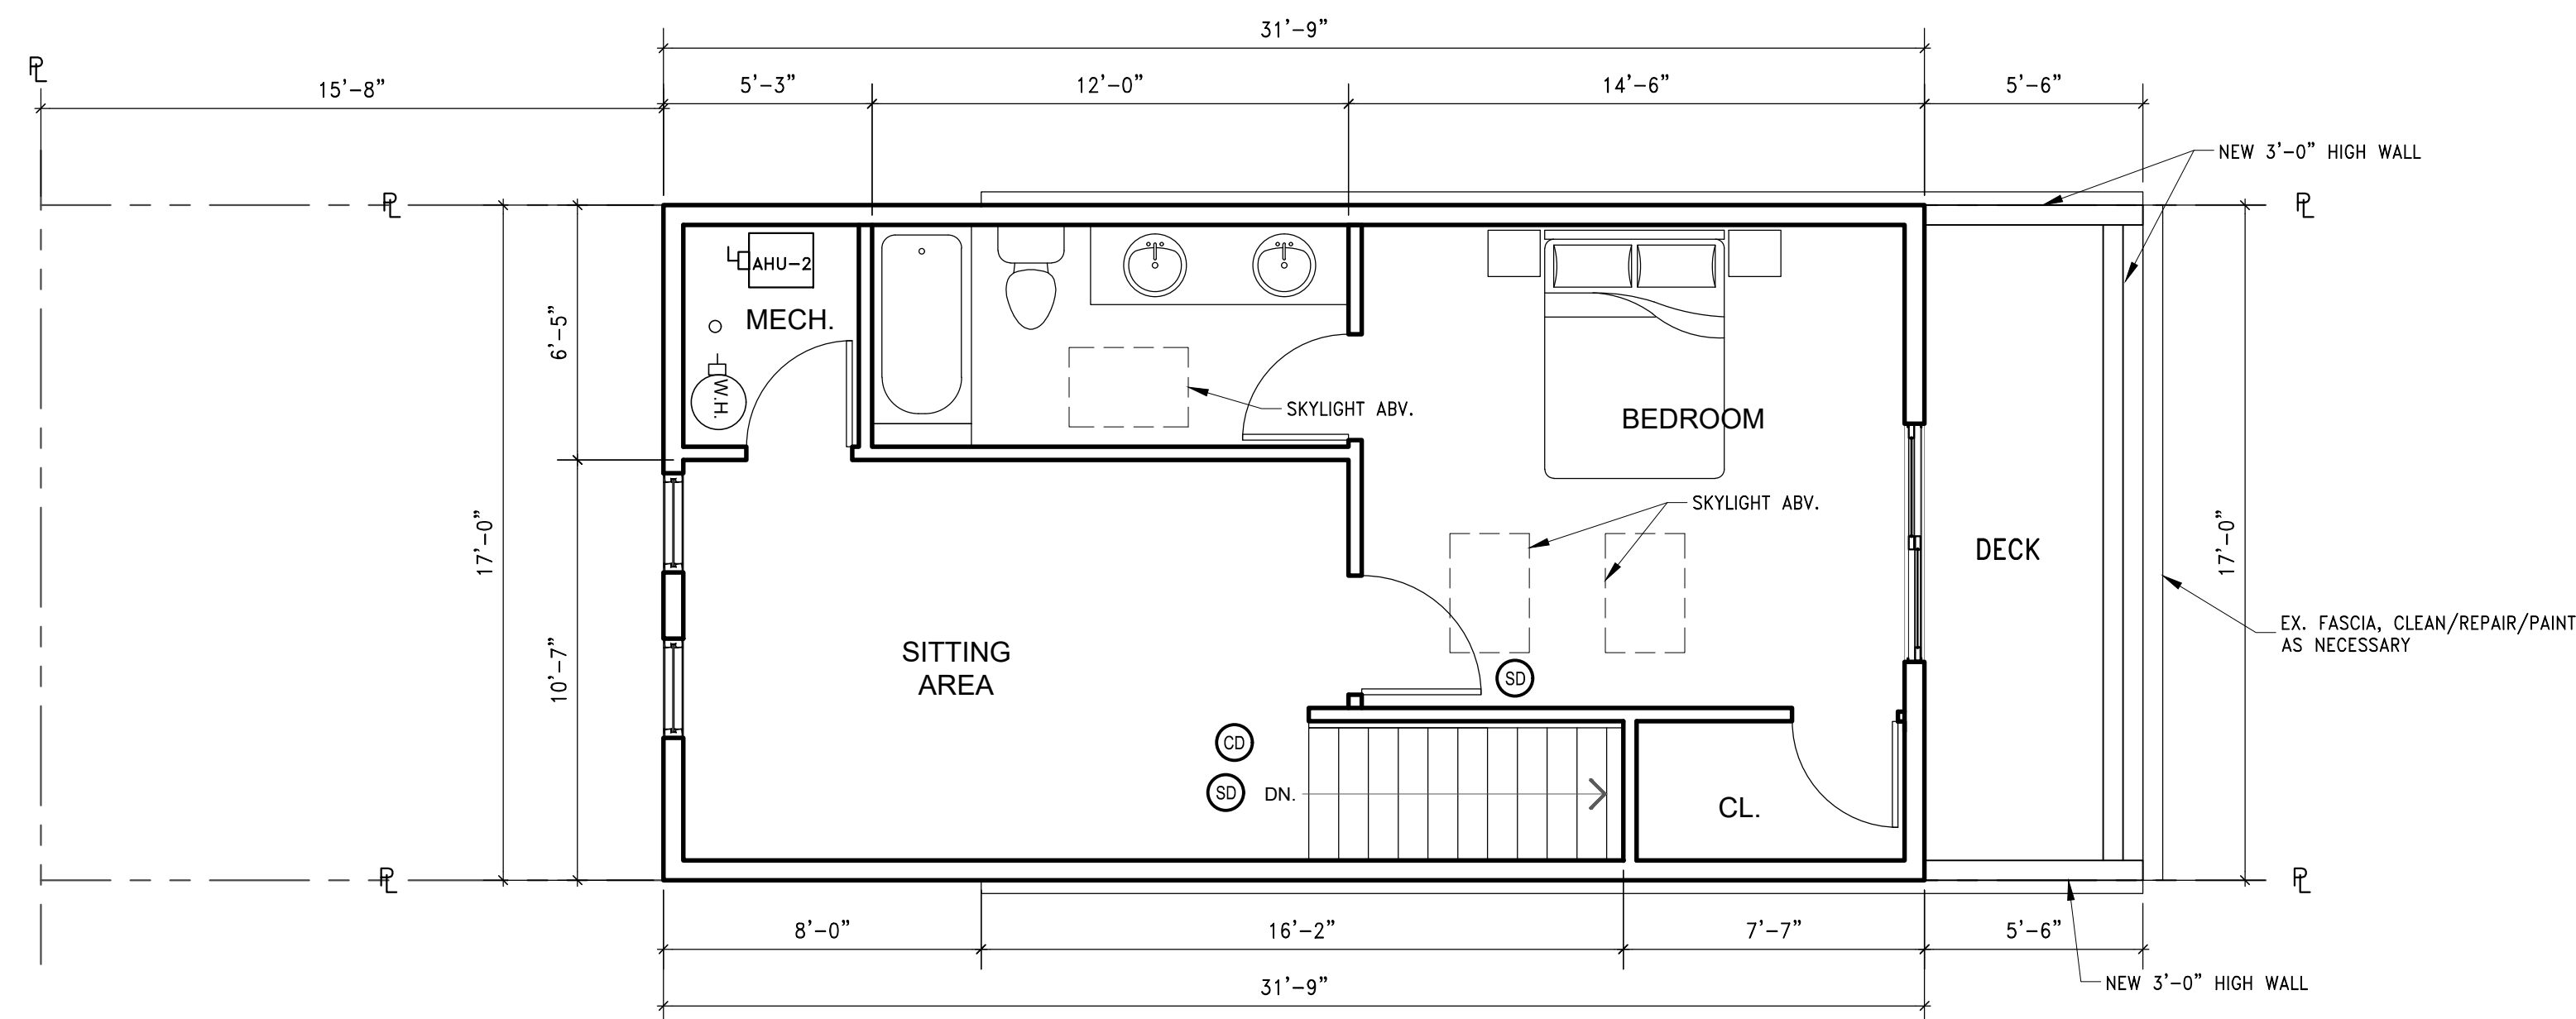 31'-9"
PL
15'-8"
5'-3"
12'-0"
14'-6"
5'-6"
NEW 3'-0" HIGH WALL
PL
PL
AHU-2
MECH.
6'-5"
W.H.
SKYLIGHT ABV.
BEDROOM
SKYLIGHT ABV.
17'-0"
DECK
17'-0"
EX. FASCIA, CLEAN/REPAIR/PAINT
AS NECESSARY
10'-7"
SITTING
AREA
SD
CD
SD
DN.
CL.
PL
PL
8'-0"
16'-2"
7'-7"
5'-6"
31'-9"
NEW 3'-0" HIGH WALL